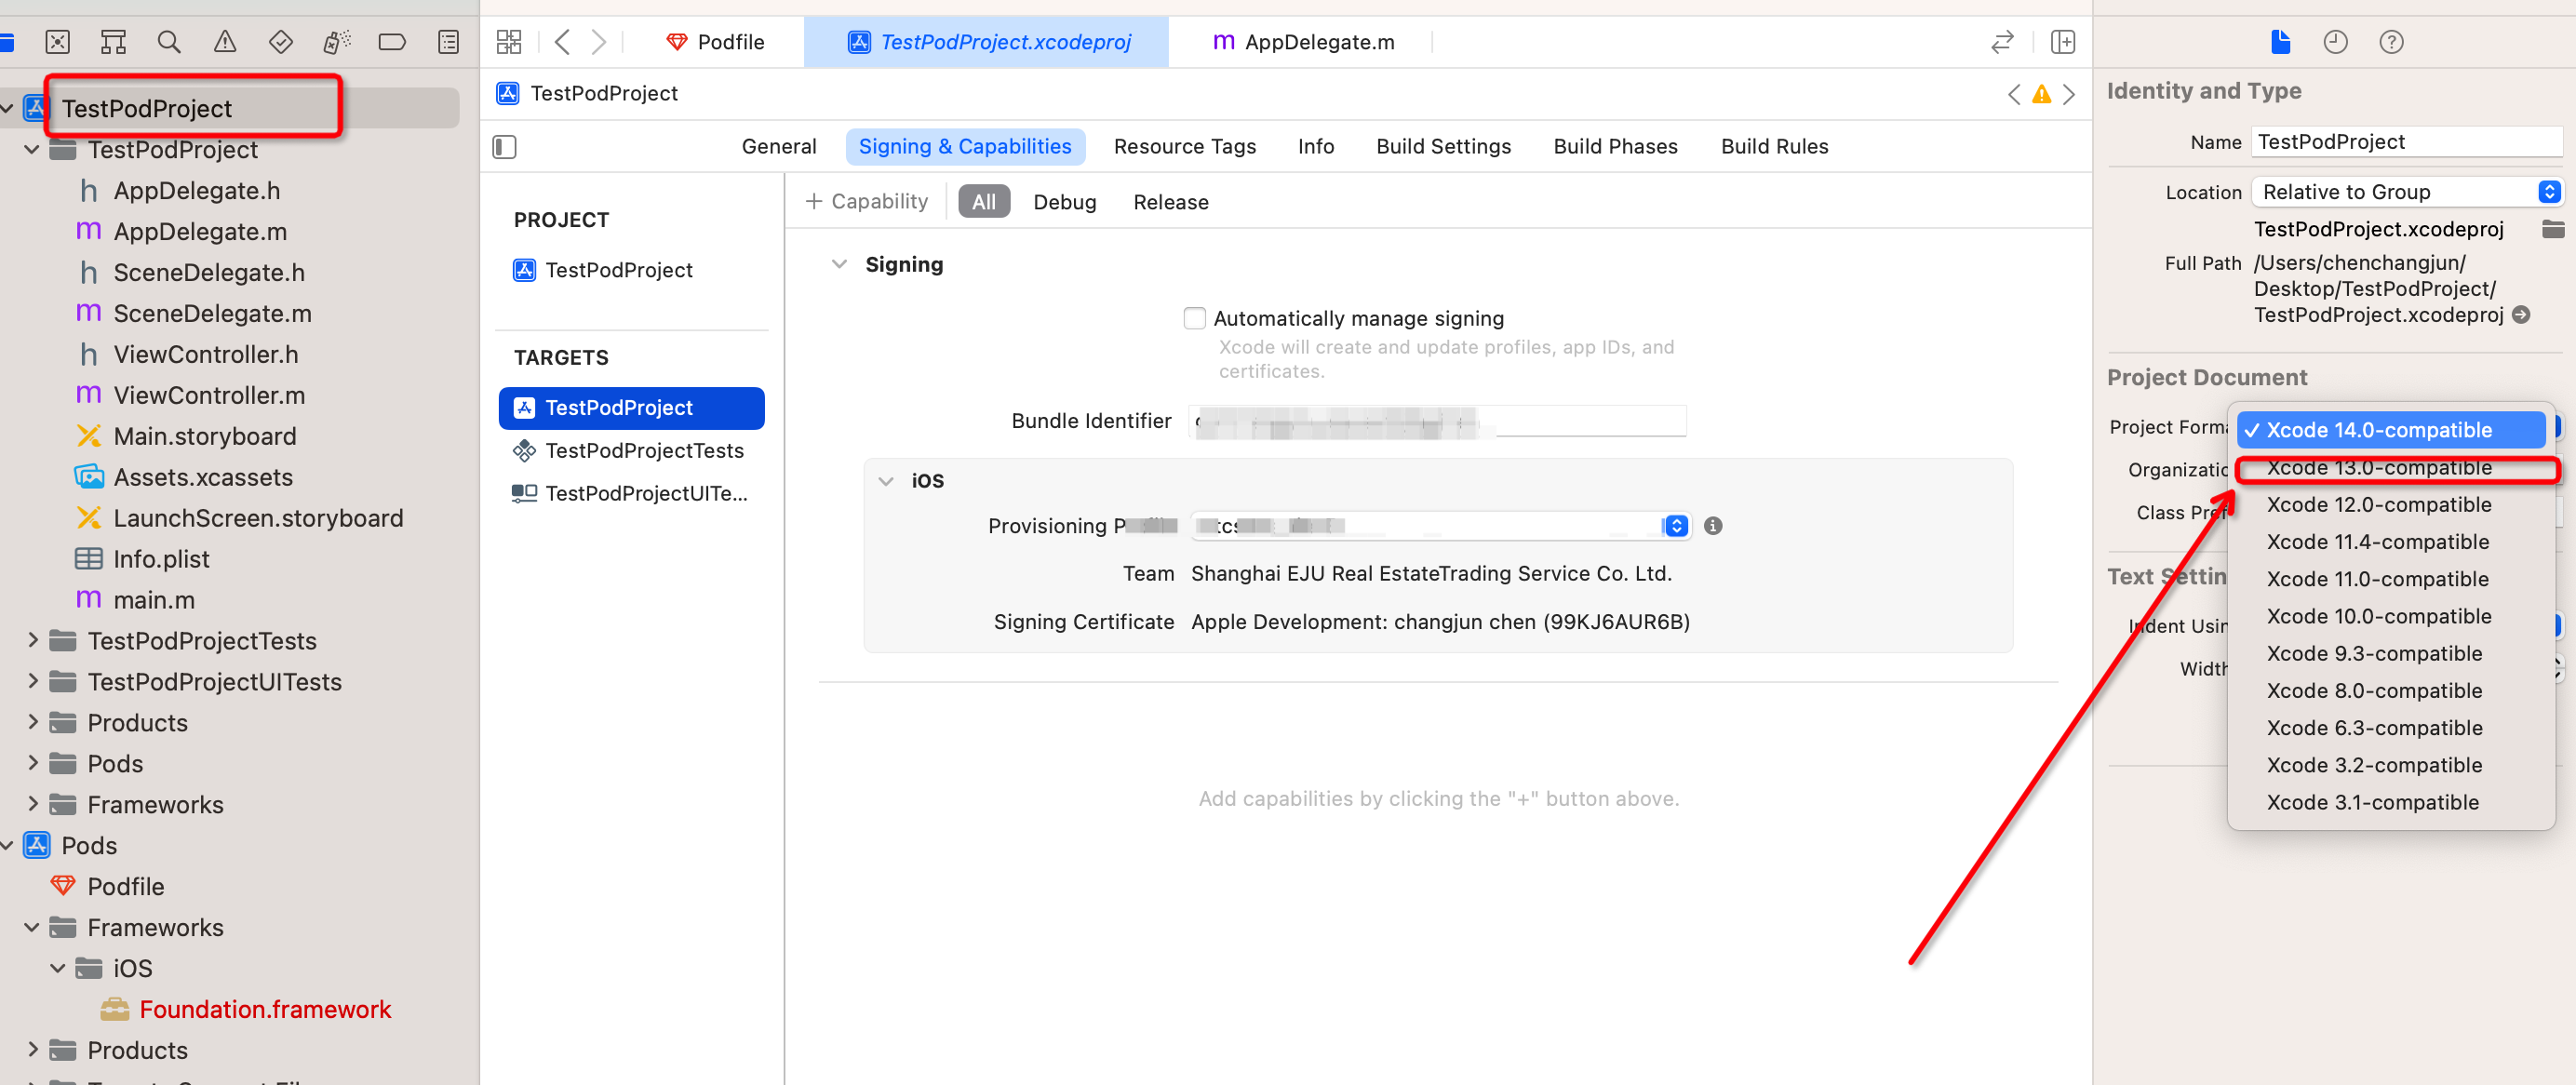 Podfile
TestPodProject.xcodeproj
AppDelegate.m
TestPodProject
TestPodProject
AppDelegate.h
AppDelegate.m
SceneDelegate.h
SceneDelegate.m
ViewController.h
ViewController.m
Main.storyboard
Assets.xcassets
LaunchScreen.storyboard
Info.plist
main.m
TestPodProjectTests
TestPodProjectUITests
Products
Pods
Frameworks
Pods
Podfile
Frameworks
iOS
Foundation.framework
Products
TestPodProject
General Signing & Capabilities Resource Tags Info Build Settings Build Phases Build Rules
PROJECT
TestPodProject
TARGETS
TestPodProject
TestPodProjectTests
TestPodProjectUITe...
+ Capability All Debug Release
Signing
Automatically manage signing
Xcode will create and update profiles, app IDs, and
certificates.
Bundle Identifier
iOS
Provisioning
Team Shanghai EJU Real EstateTrading Service Co. Ltd.
Signing Certificate Apple Development: changjun chen (99KJ6AUR6B)
Add capabilities by clicking the "+" button above.
Identity and Type
Name TestPodProject
Location Relative to Group
TestPodProject.xcodeproj
Full Path /Users/chenchangjun/
Desktop/TestPodProject/
TestPodProject.xcodeproj
Project Document
Project Forma
Organizatio
Class Pref
Text Settin
Indent Usin
Width
✓ Xcode 14.0-compatible
Xcode 13.0-compatible
Xcode 12.0-compatible
Xcode 11.4-compatible
Xcode 11.0-compatible
Xcode 10.0-compatible
Xcode 9.3-compatible
Xcode 8.0-compatible
Xcode 6.3-compatible
Xcode 3.2-compatible
Xcode 3.1-compatible